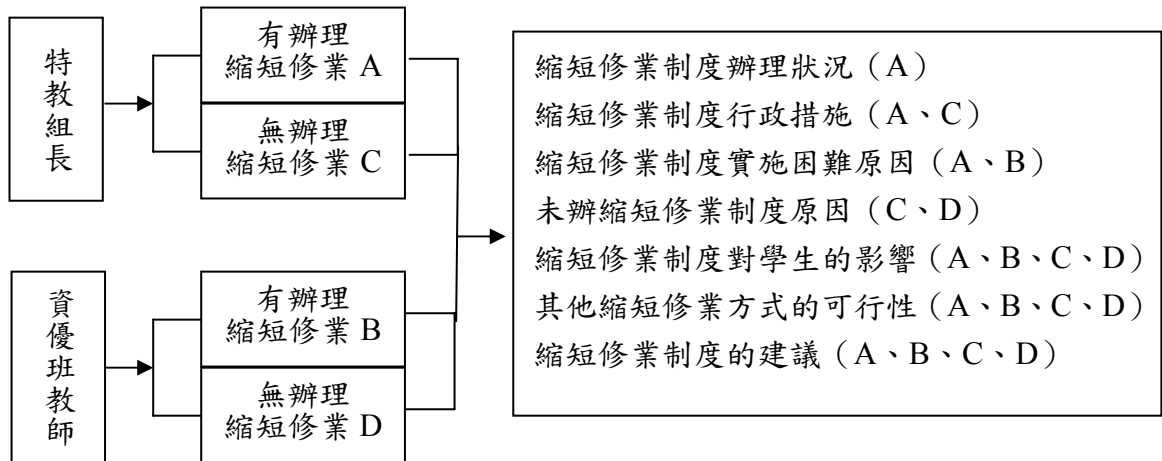 特教組長
有辦理
縮短修業 A
無辦理
縮短修業 C
資優班教師
有辦理
縮短修業 B
無辦理
縮短修業 D
縮短修業制度辦理狀況（A）
縮短修業制度行政措施（A、C）
縮短修業制度實施困難原因（A、B）
未辦縮短修業制度原因（C、D）
縮短修業制度對學生的影響（A、B、C、D）
其他縮短修業方式的可行性（A、B、C、D）
縮短修業制度的建議（A、B、C、D）